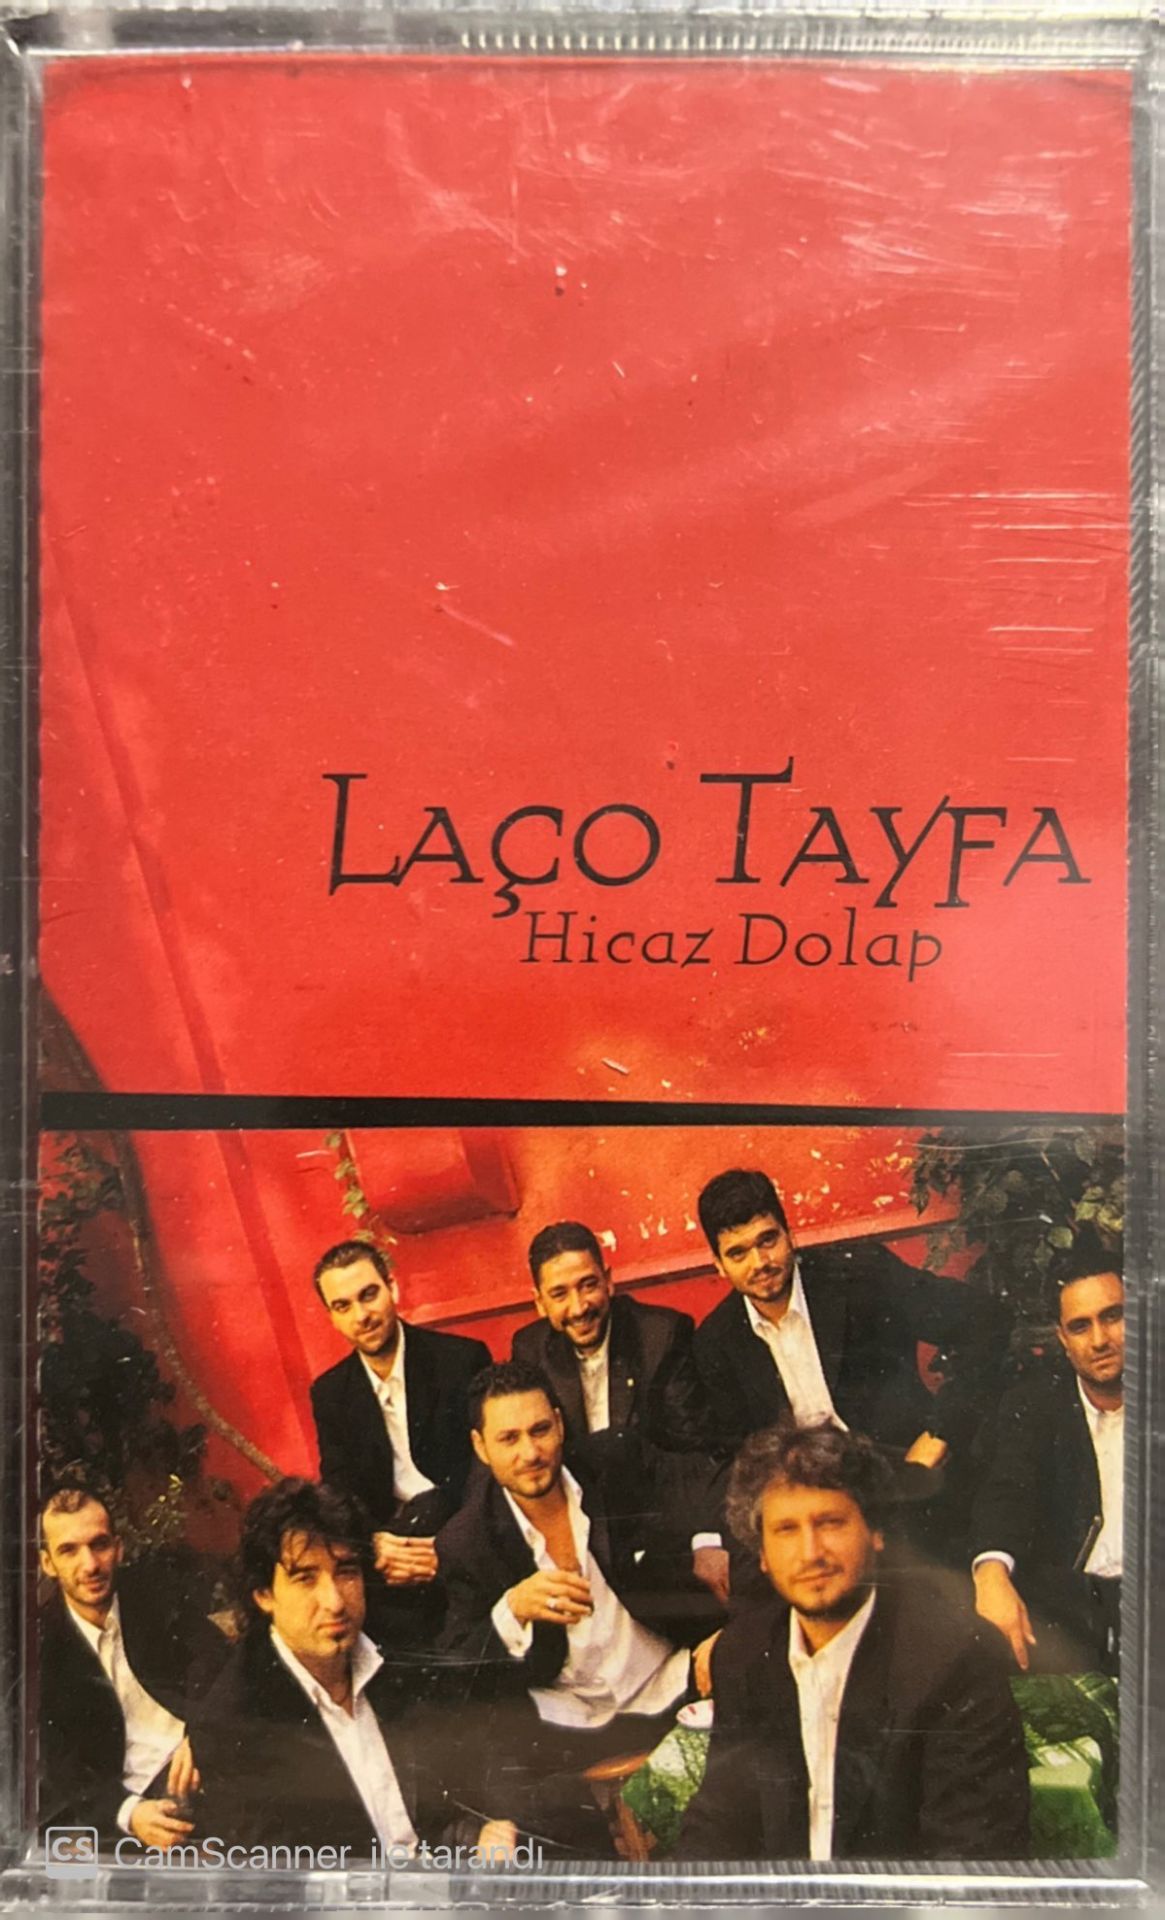 Laço Tayfa
Hicaz Dolap
CS CamScanner ile tarandı